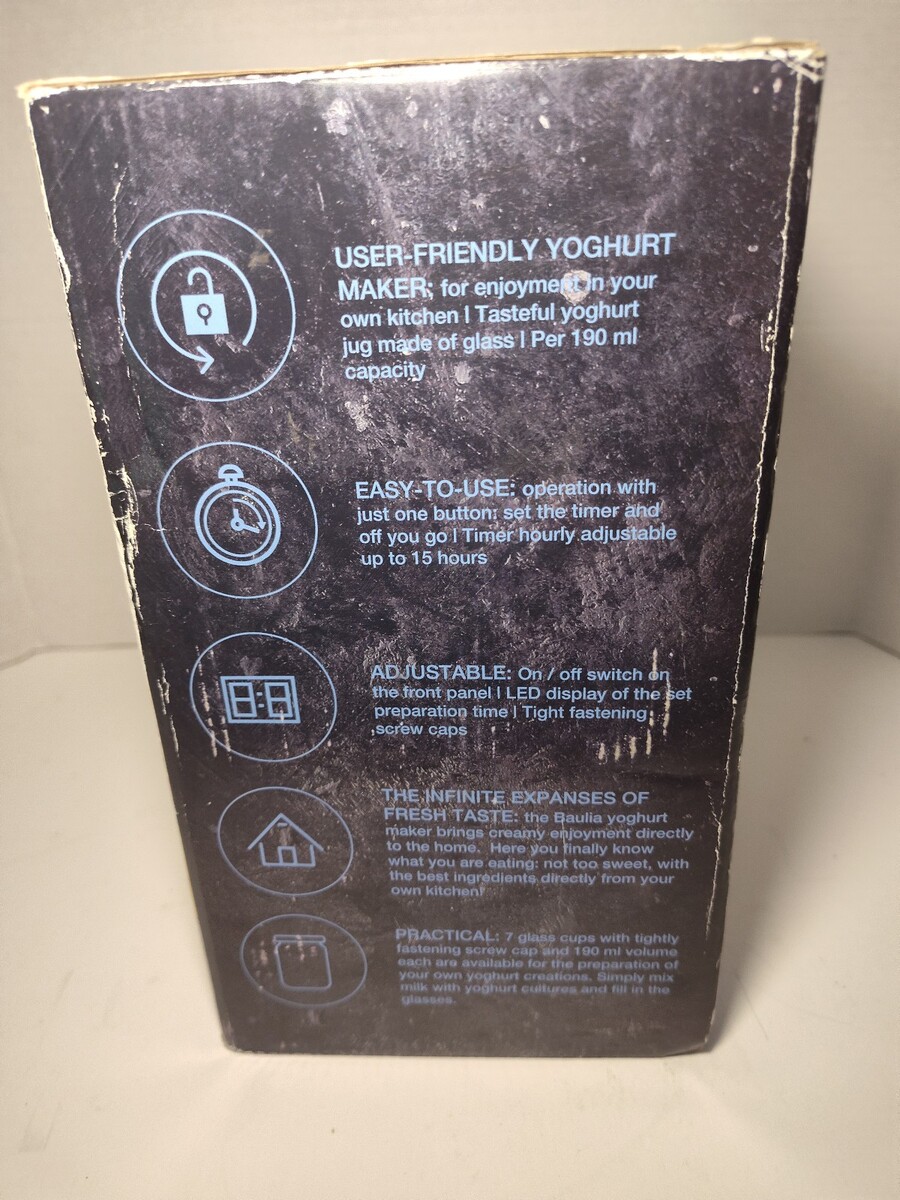 USER-FRIENDLY YOGHURT
MAKER: for enjoyment in your
own kitchen | Tasteful yoghurt
jug made of glass | Per 190 ml
capacity
EASY-TO-USE: operation with
just one button: set the timer and
off you go | Timer hourly adjustable
up to 15 hours
8:8
ADJUSTABLE: On / off switch on
the front panel | LED display of the set
preparation time | Tight fastening
screw caps
THE INFINITE EXPANSES OF
FRESH TASTE: the Baulia yoghurt
maker brings creamy enjoyment directly
to the home. Here you finally know
what you are eating: not too sweet, with
the best ingredients directly from your
own kitchen!
PRACTICAL: 7 glass cups with tightly
fastening screw cap and 190 ml volume
each are available for the preparation of
your own yoghurt creations. Simply mix
milk with yoghurt cultures and fill in the
glasses.